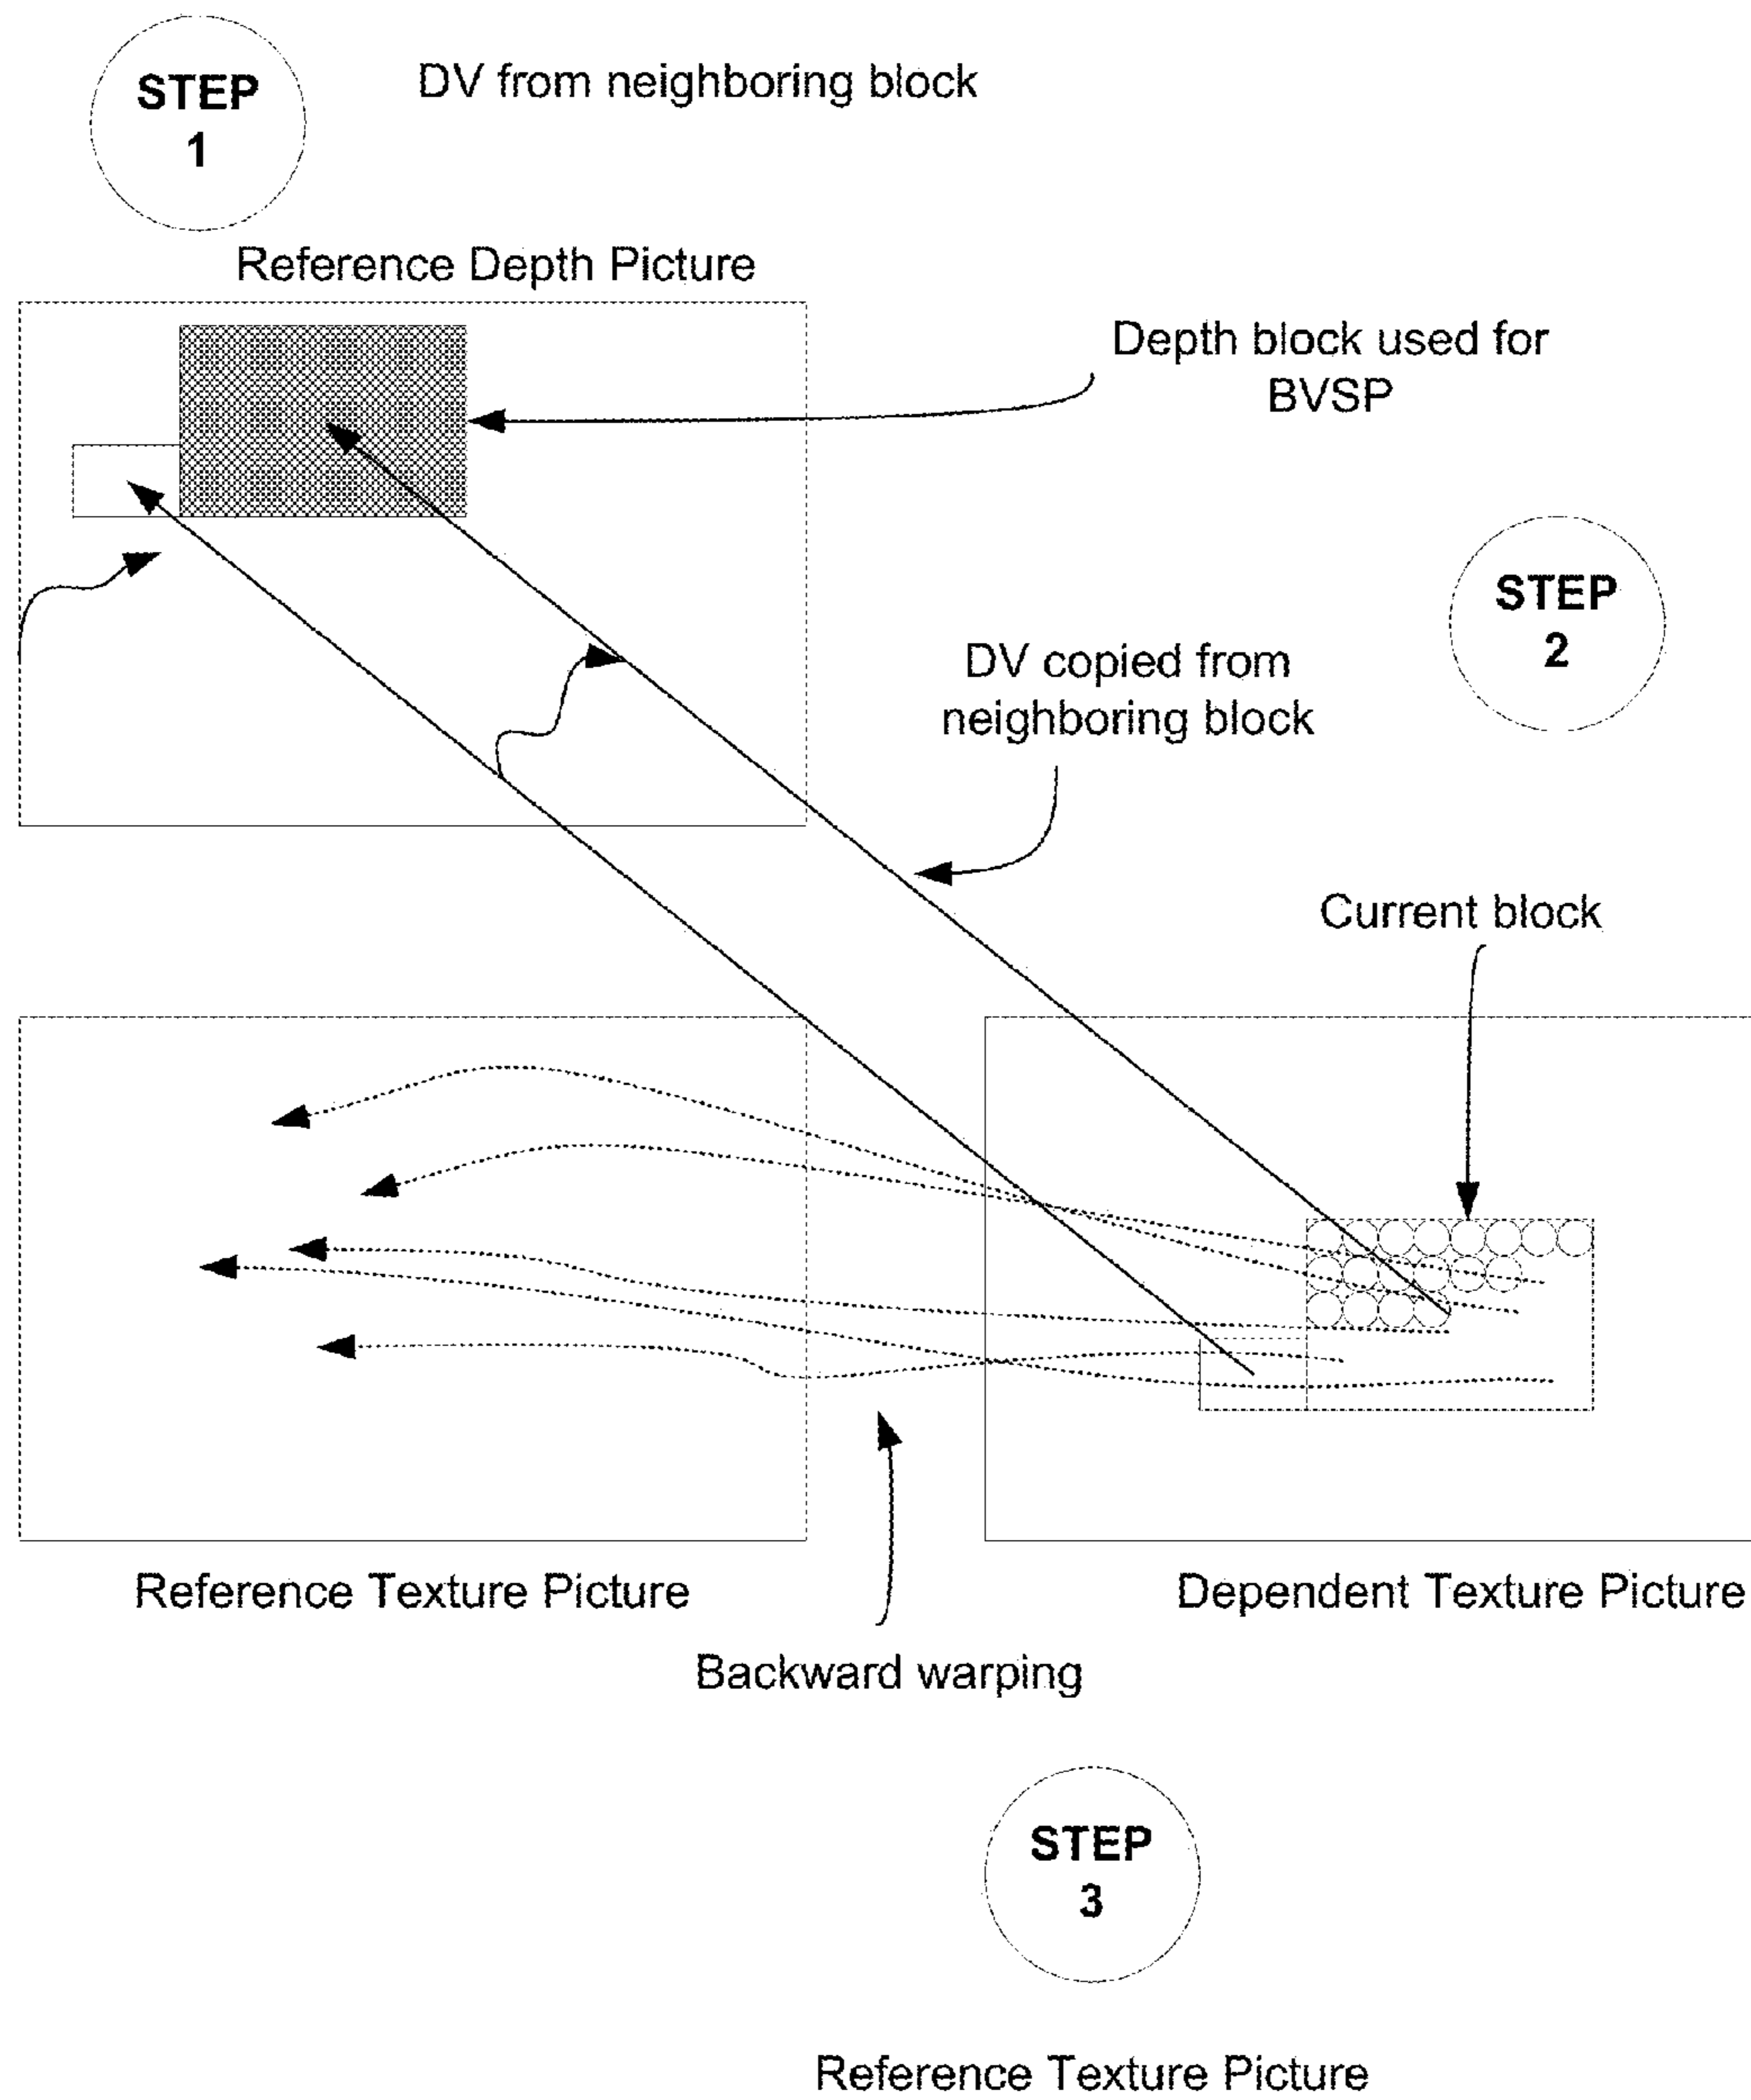 STEP
1
DV from neighboring block
Reference Depth Picture
Depth block used for
BVSP
STEP
2
DV copied from
neighboring block
Current block
Reference Texture Picture
Dependent Texture Picture
Backward warping
STEP
3
Reference Texture Picture